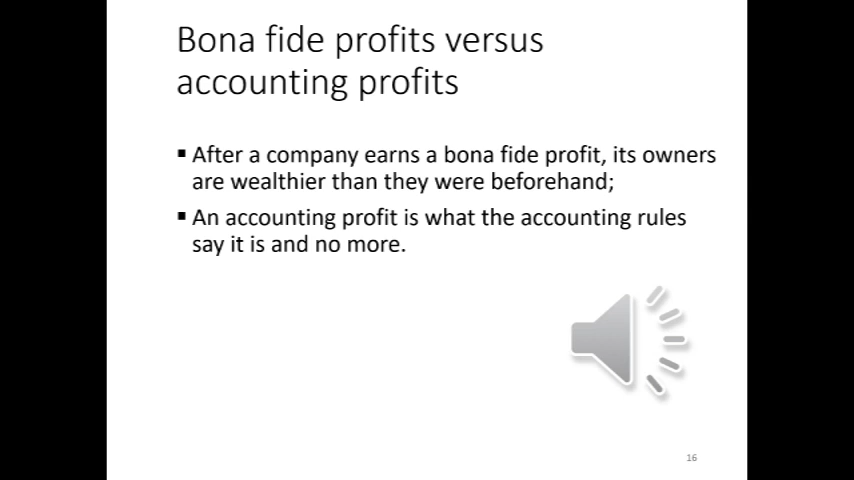 Bona fide profits versus
accounting profits
▪ After a company earns a bona fide profit, its owners
are wealthier than they were beforehand;
▪ An accounting profit is what the accounting rules
say it is and no more.
16